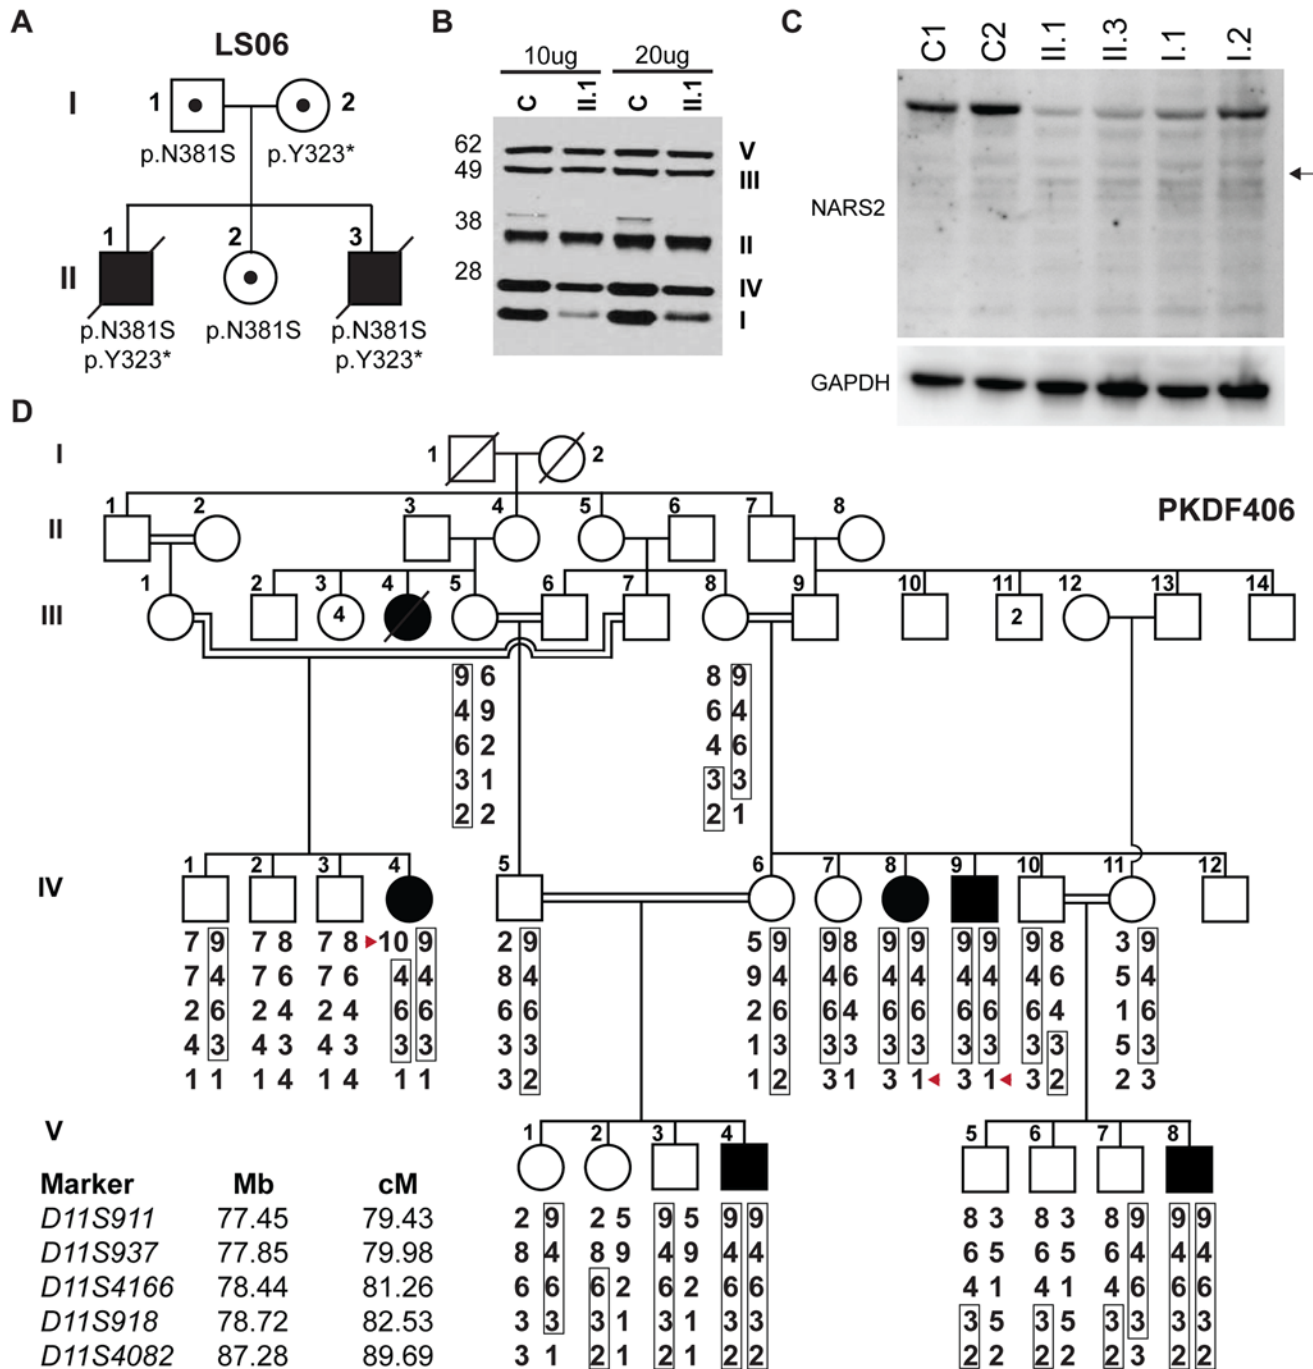 A
LS06
I
1
2
p.N381S
p.Y323*
II
1
2
3
p.N381S
p.Y323*
p.N381S
p.N381S
p.Y323*
B
10ug
20ug
C
II.1
C
II.1
62
49
38
28
V
III
II
IV
I
C
C1
C2
II.1
III.3
I.1
I.2
NARS2
GAPDH
D
PKDF406
I
1
2
II
1 2 3 4 5 6 7 8
III
1 2 3 4 5 6 7 8 9 10 11 12 13 14
4
2
9 6 8 9
4 9 6 4
6 2 4 6
3 1 3 3
2 2 2 1
IV
1 2 3 4 5 6 7 8 9 10 11 12
7 9 7 8 7 8 10 9 2 9 5 9 9 8 9 9 9 9 9 8 3 9
7 4 7 6 7 6 4 4 8 4 9 4 4 6 4 4 4 4 4 6 5 4
2 6 2 4 2 4 6 6 6 6 2 6 6 4 6 6 6 6 6 4 1 6
4 3 4 3 4 3 3 3 3 3 1 3 3 3 3 3 3 3 3 3 5 3
1 1 1 4 1 4 1 1 3 2 1 2 3 1 3 1 3 1 3 2 2 3
V
1 2 3 4 5 6 7 8
Marker Mb cM
D11S911 77.45 79.43 2 9 2 5 9 5 9 9 8 3 8 3 8 9 9 9
D11S937 77.85 79.98 8 4 8 9 4 9 4 4 6 5 6 5 6 4 4 4
D11S4166 78.44 81.26 6 6 6 2 6 2 6 6 4 1 4 1 4 6 6 6
D11S918 78.72 82.53 3 3 3 1 3 1 3 3 3 5 3 5 3 3 3 3
D11S4082 87.28 89.69 3 1 2 1 2 1 2 2 2 2 2 2 2 3 2 2